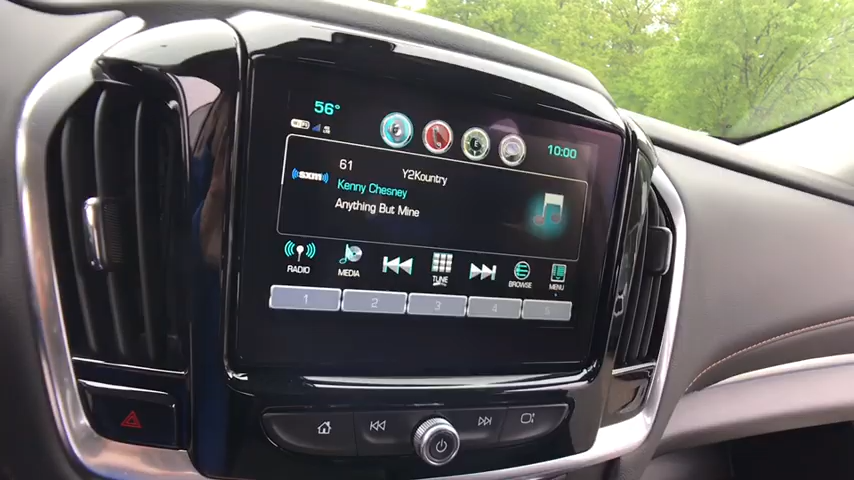 56°
10:00
61
Y2Kountry
sxm
Kenny Chesney
Anything But Mine
RADIO
MEDIA
TUNE
BROWSE
MENU
1 2 3 4 5